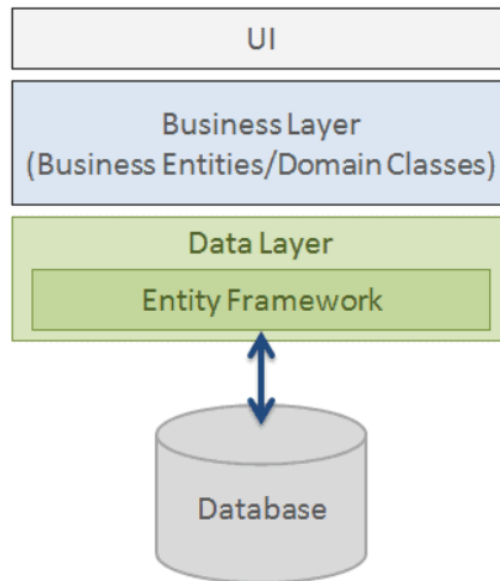 UI
Business Layer
(Business Entities/Domain Classes)
Data Layer
Entity Framework
Database